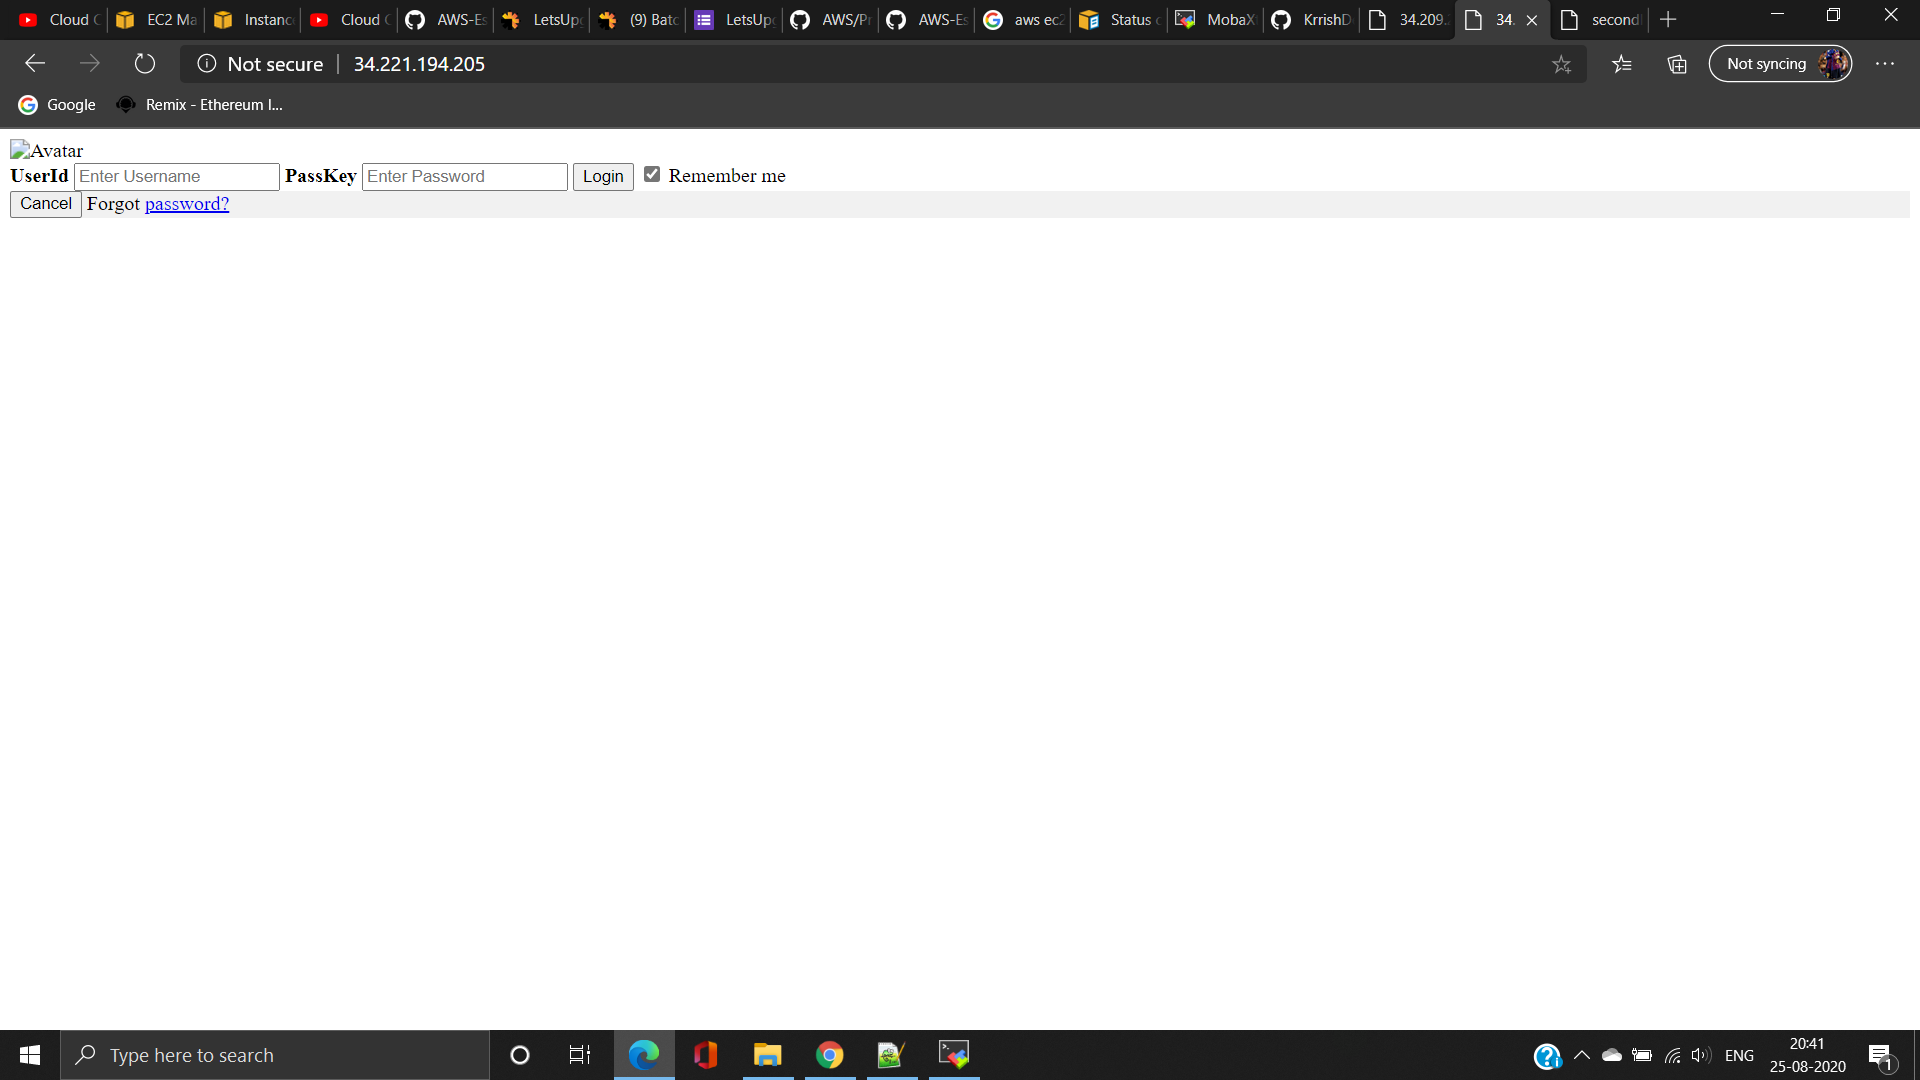 Cloud C EC2 Ma Instanc Cloud C AWS-Es LetsUp (9) Batc LetsUp AWS/Pr AWS-Es aws ec2 Status c MobaX KrrishD 34.209. 34. second
Not secure 34.221.194.205 Not syncing
Google Remix - Ethereum I...
Avatar
UserId Enter Username PassKey Enter Password Login Remember me
Cancel Forgot password?
Type here to search ENG 20:41
25-08-2020 1